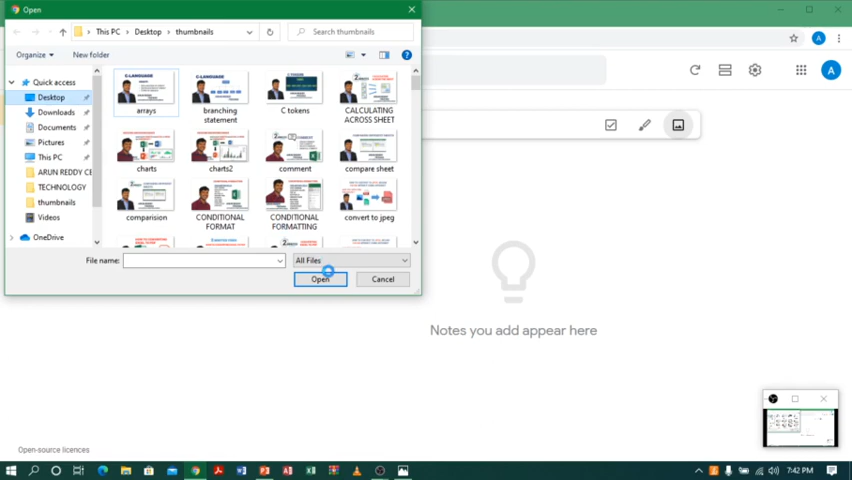 Open
This PC > Desktop > thumbnails
Search thumbnails
Organize
New folder
Quick access
Desktop
Downloads
Documents
Pictures
This PC
ARUN REDDY CE
TECHNOLOGY
thumbnails
Videos
OneDrive
arrays
branching statement
C tokens
CALCULATING ACROSS SHEET
charts
charts2
comment
compare sheet
comparision
CONDITIONAL FORMAT
CONDITIONAL FORMATTING
convert to jpeg
File name:
All Files
Open
Cancel
A
A
Notes you add appear here
Open-source licences
7:42 PM